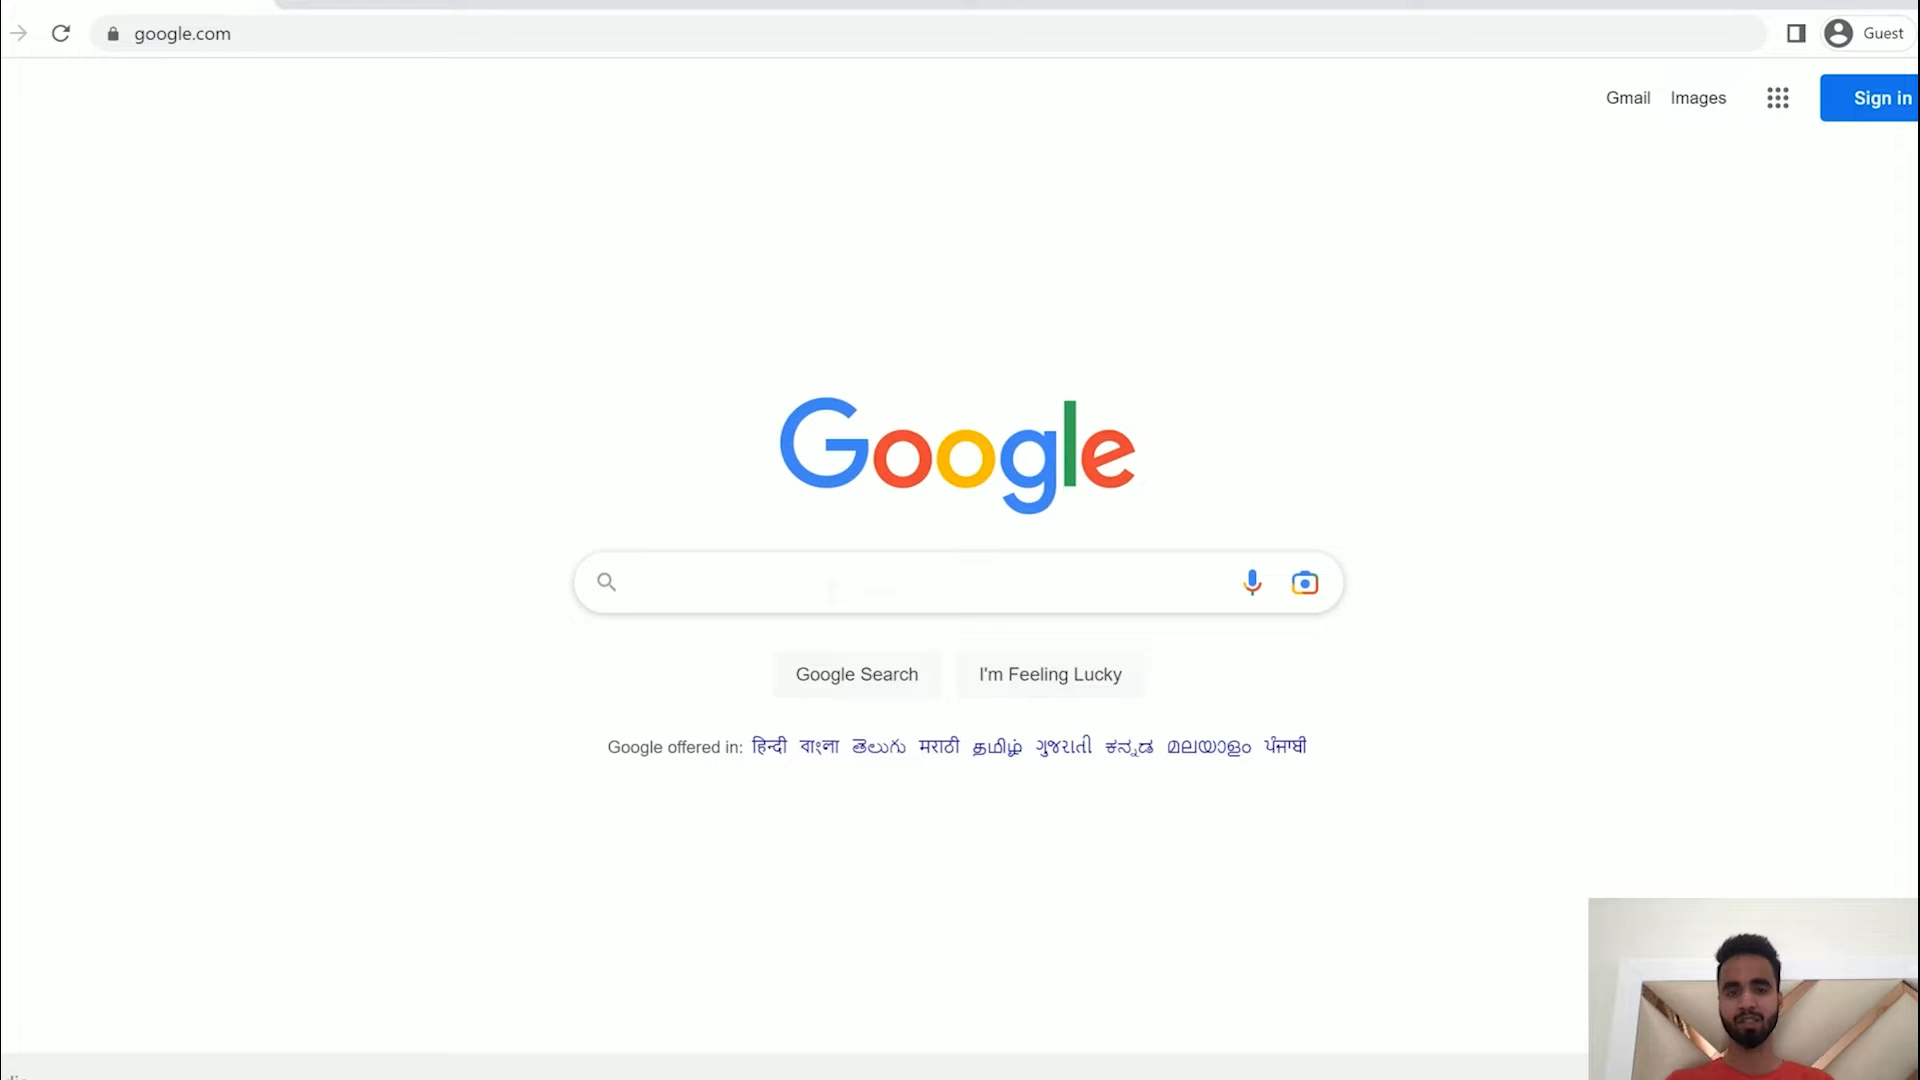 google.com
Guest
Gmail Images
Sign in
Google
Google Search I'm Feeling Lucky
Google offered in: हिन्दी বাংলা తెలుగు मराठी தமிழ் ગુજરાતી ಕನ್ನಡ മലയാളം ਪੰਜਾਬੀ